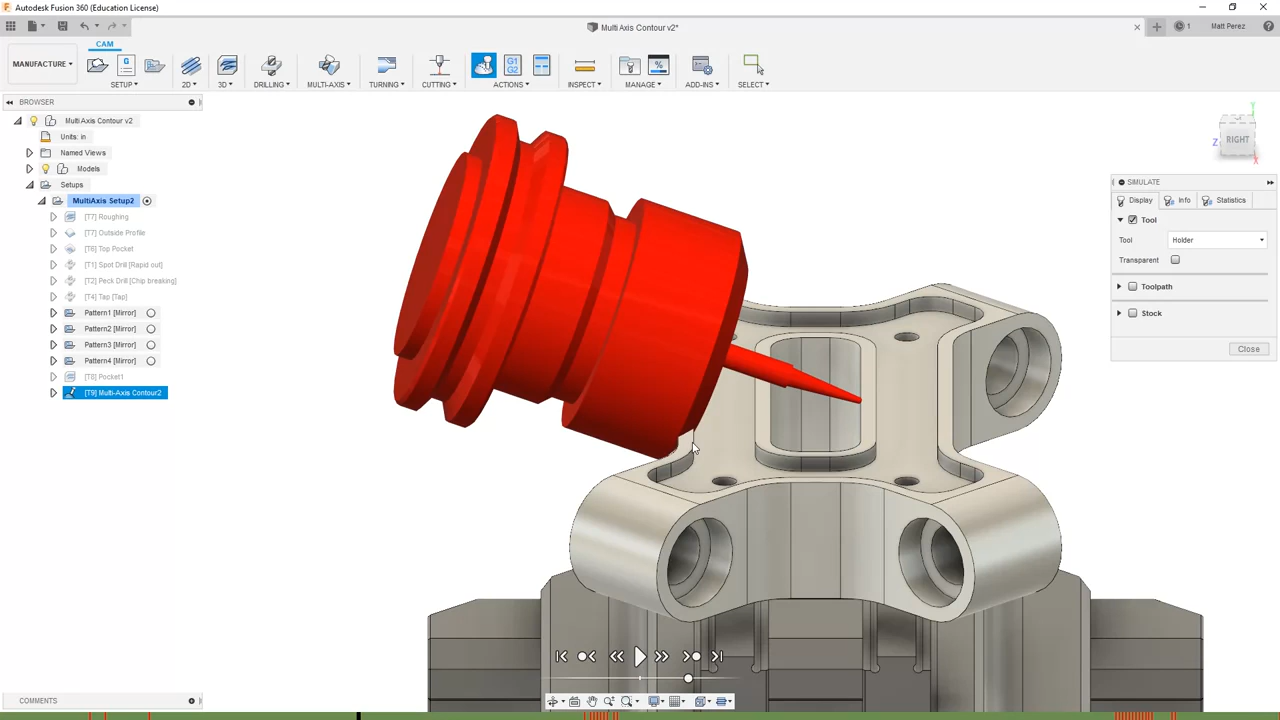 Autodesk Fusion 360 (Education License)
Multi Axis Contour v2*
1
Matt Perez
CAM
MANUFACTURE
SETUP
2D
3D
DRILLING
MULTI-AXIS
TURNING
CUTTING
G1
G2
ACTIONS
INSPECT
MANAGE
ADD-INS
SELECT
BROWSER
Multi Axis Contour v2
Units: in
Named Views
Models
Setups
MultiAxis Setup2
[T7] Roughing
[T7] Outside Profile
[T6] Top Pocket
[T1] Spot Drill [Rapid out]
[T2] Peck Drill [Chip breaking]
[T4] Tap [Tap]
Pattern1 [Mirror]
Pattern2 [Mirror]
Pattern3 [Mirror]
Pattern4 [Mirror]
[T8] Pocket1
[T9] Multi-Axis Contour2
Y
Z
RIGHT
X
SIMULATE
Display
Info
Statistics
Tool
Tool
Holder
Transparent
Toolpath
Stock
Close
COMMENTS